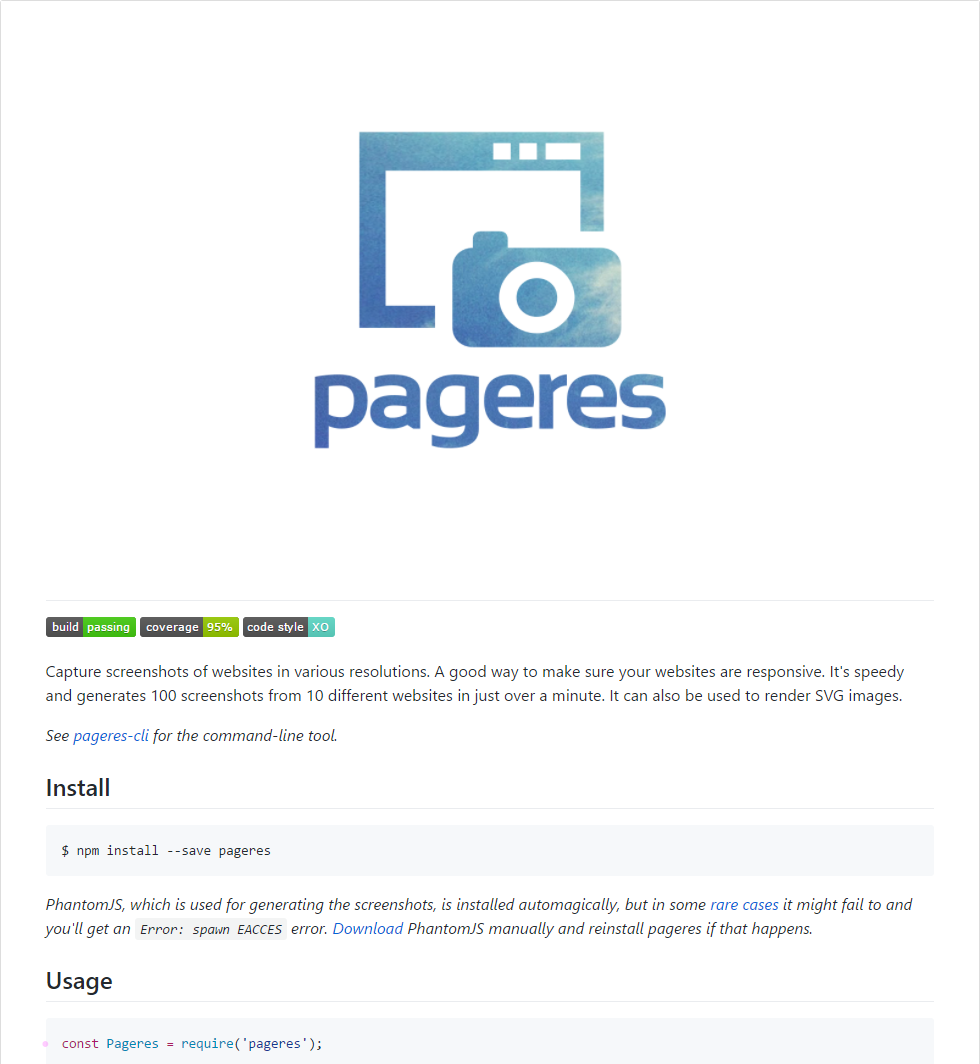 pageres
build passing coverage 95% code style XO
Capture screenshots of websites in various resolutions. A good way to make sure your websites are responsive. It's speedy
and generates 100 screenshots from 10 different websites in just over a minute. It can also be used to render SVG images.
See pageres-cli for the command-line tool.
Install
$ npm install --save pageres
PhantomJS, which is used for generating the screenshots, is installed automagically, but in some rare cases it might fail to and
you'll get an Error: spawn EACCES error. Download PhantomJS manually and reinstall pageres if that happens.
Usage
const Pageres = require('pageres');